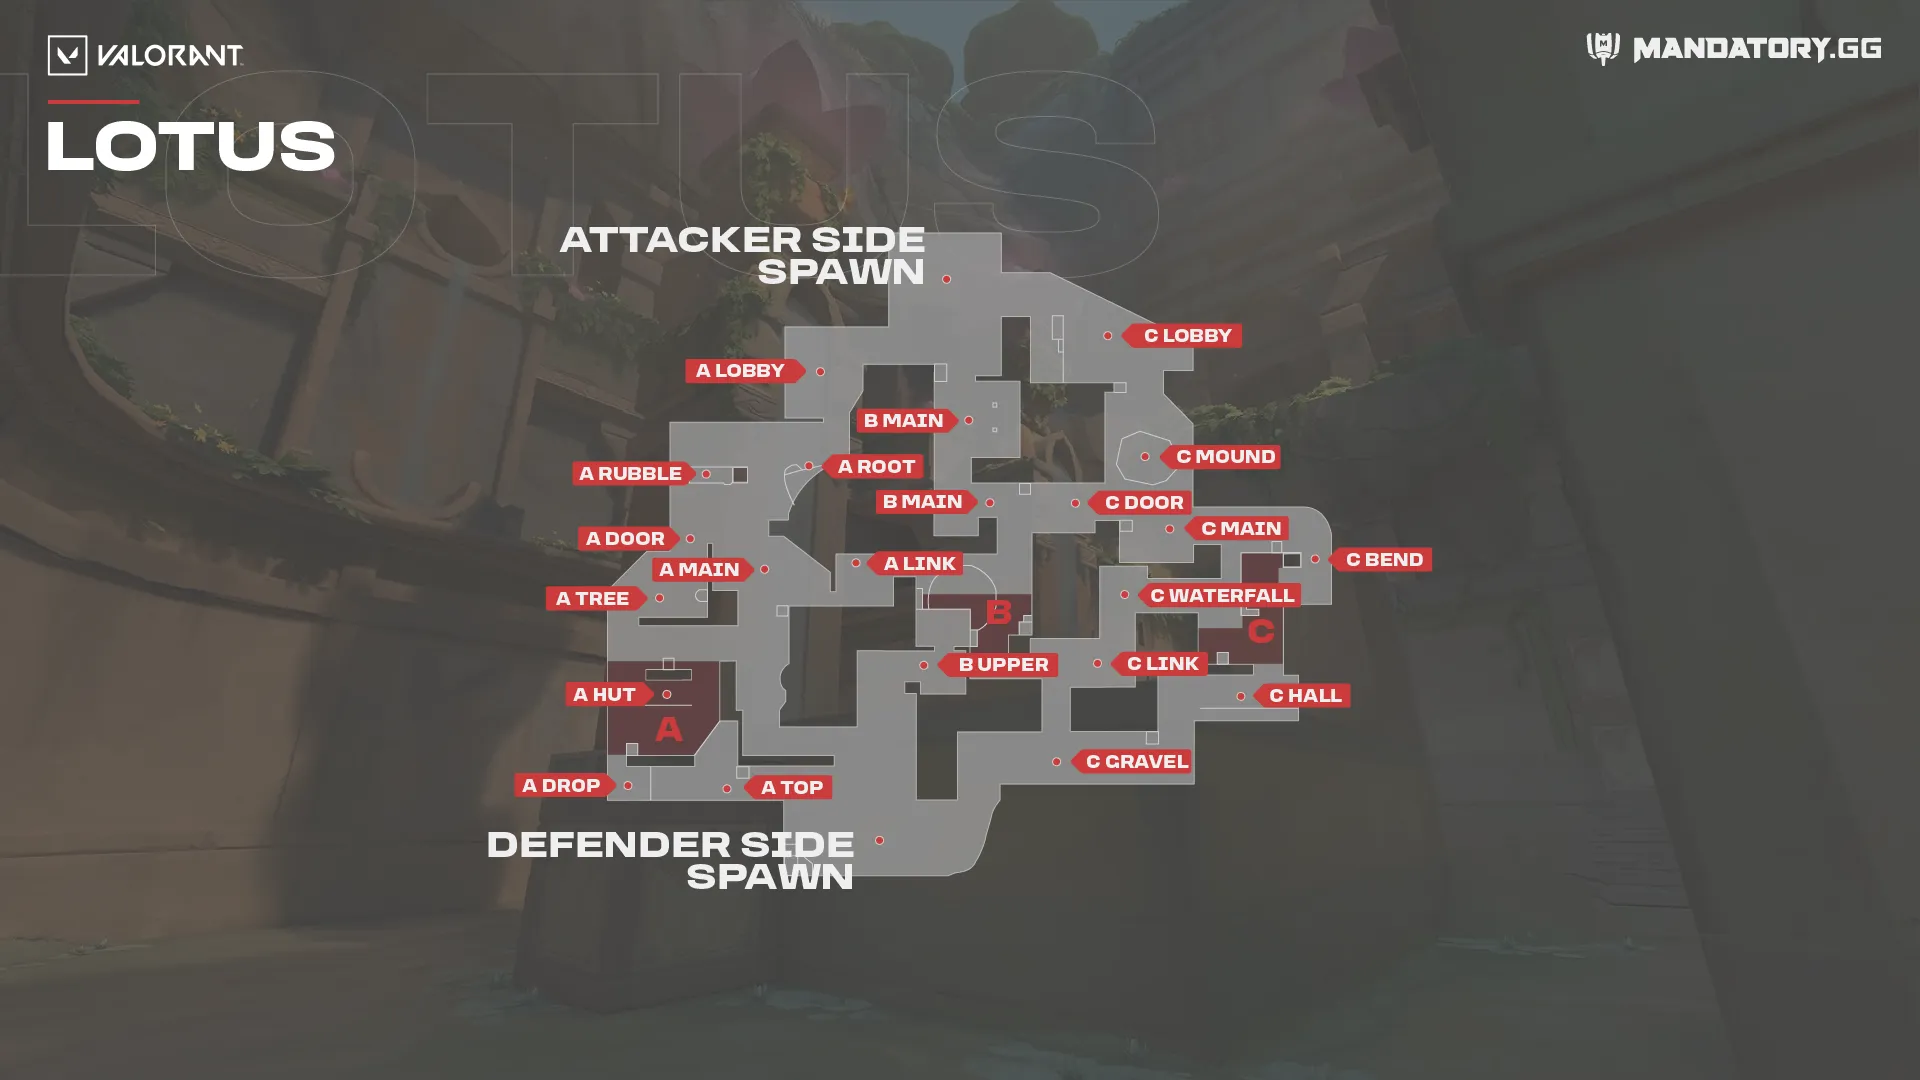 VALORANT
MANDATORY.GG
LOTUS
LOTUS
ATTACKER SIDE
SPAWN
C LOBBY
A LOBBY
B MAIN
C MOUND
A ROOT
A RUBBLE
B MAIN
C DOOR
C MAIN
A DOOR
C BEND
A LINK
A MAIN
C WATERFALL
A TREE
B
C
C LINK
B UPPER
A HUT
C HALL
A
C GRAVEL
A DROP
A TOP
DEFENDER SIDE
SPAWN